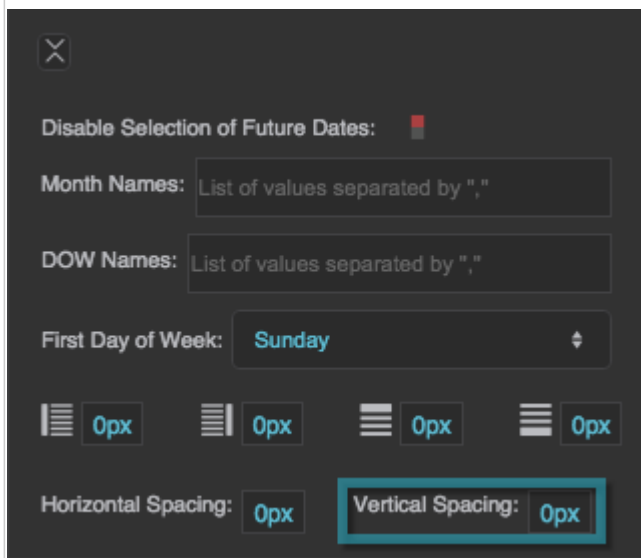 Disable Selection of Future Dates:
Month Names: List of values separated by ","
DOW Names: List of values separated by ","
First Day of Week: Sunday
0px 0px 0px 0px
Horizontal Spacing: 0px Vertical Spacing: 0px